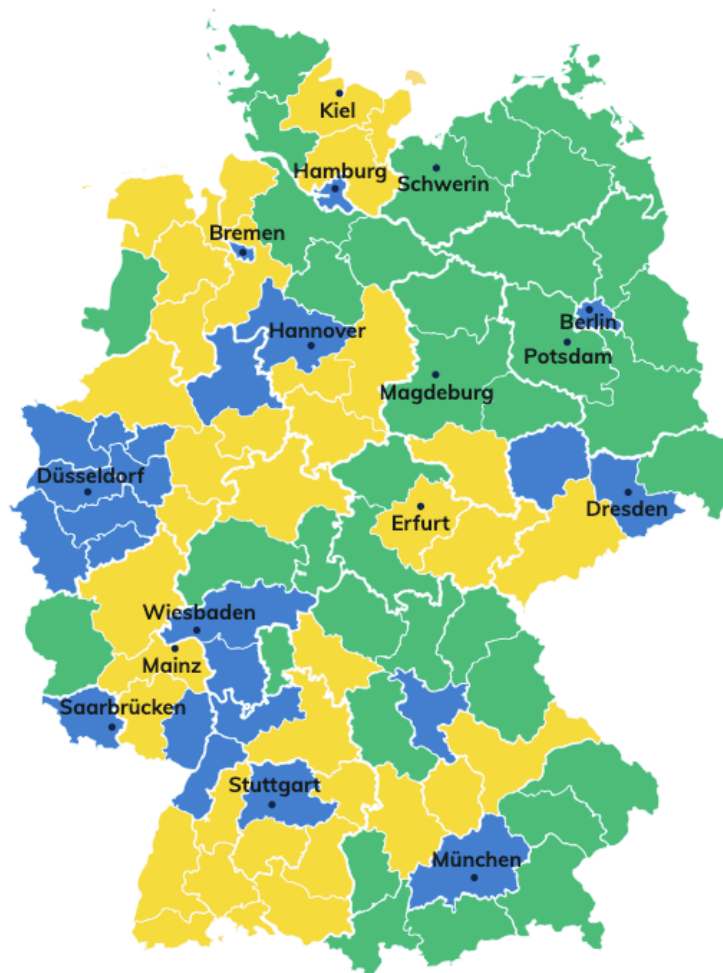 Kiel
Hamburg
Schwerin
Bremen
Berlin
Hannover
Potsdam
Magdeburg
Düsseldorf
Dresden
Erfurt
Wiesbaden
Mainz
Saarbrücken
Stuttgart
München